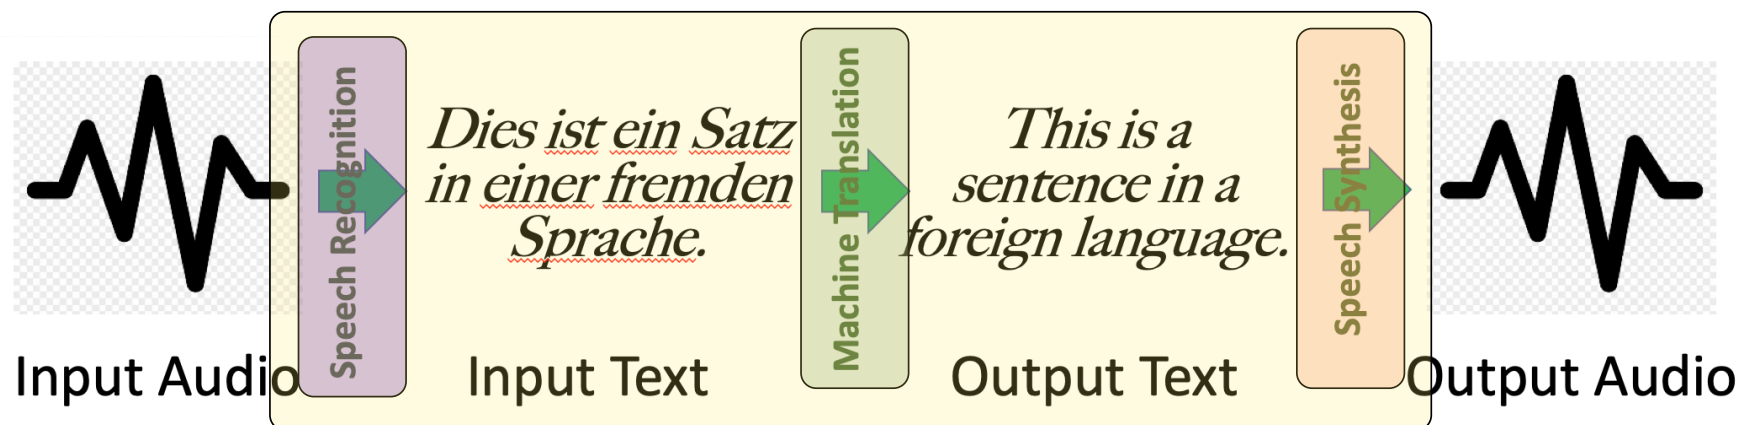 Speech Recognition
Dies ist ein Satz
in einer fremden
Sprache.
Machine Translation
This is a
sentence in a
foreign language.
Speech Synthesis
Input Audio
Input Text
Output Text
Output Audio